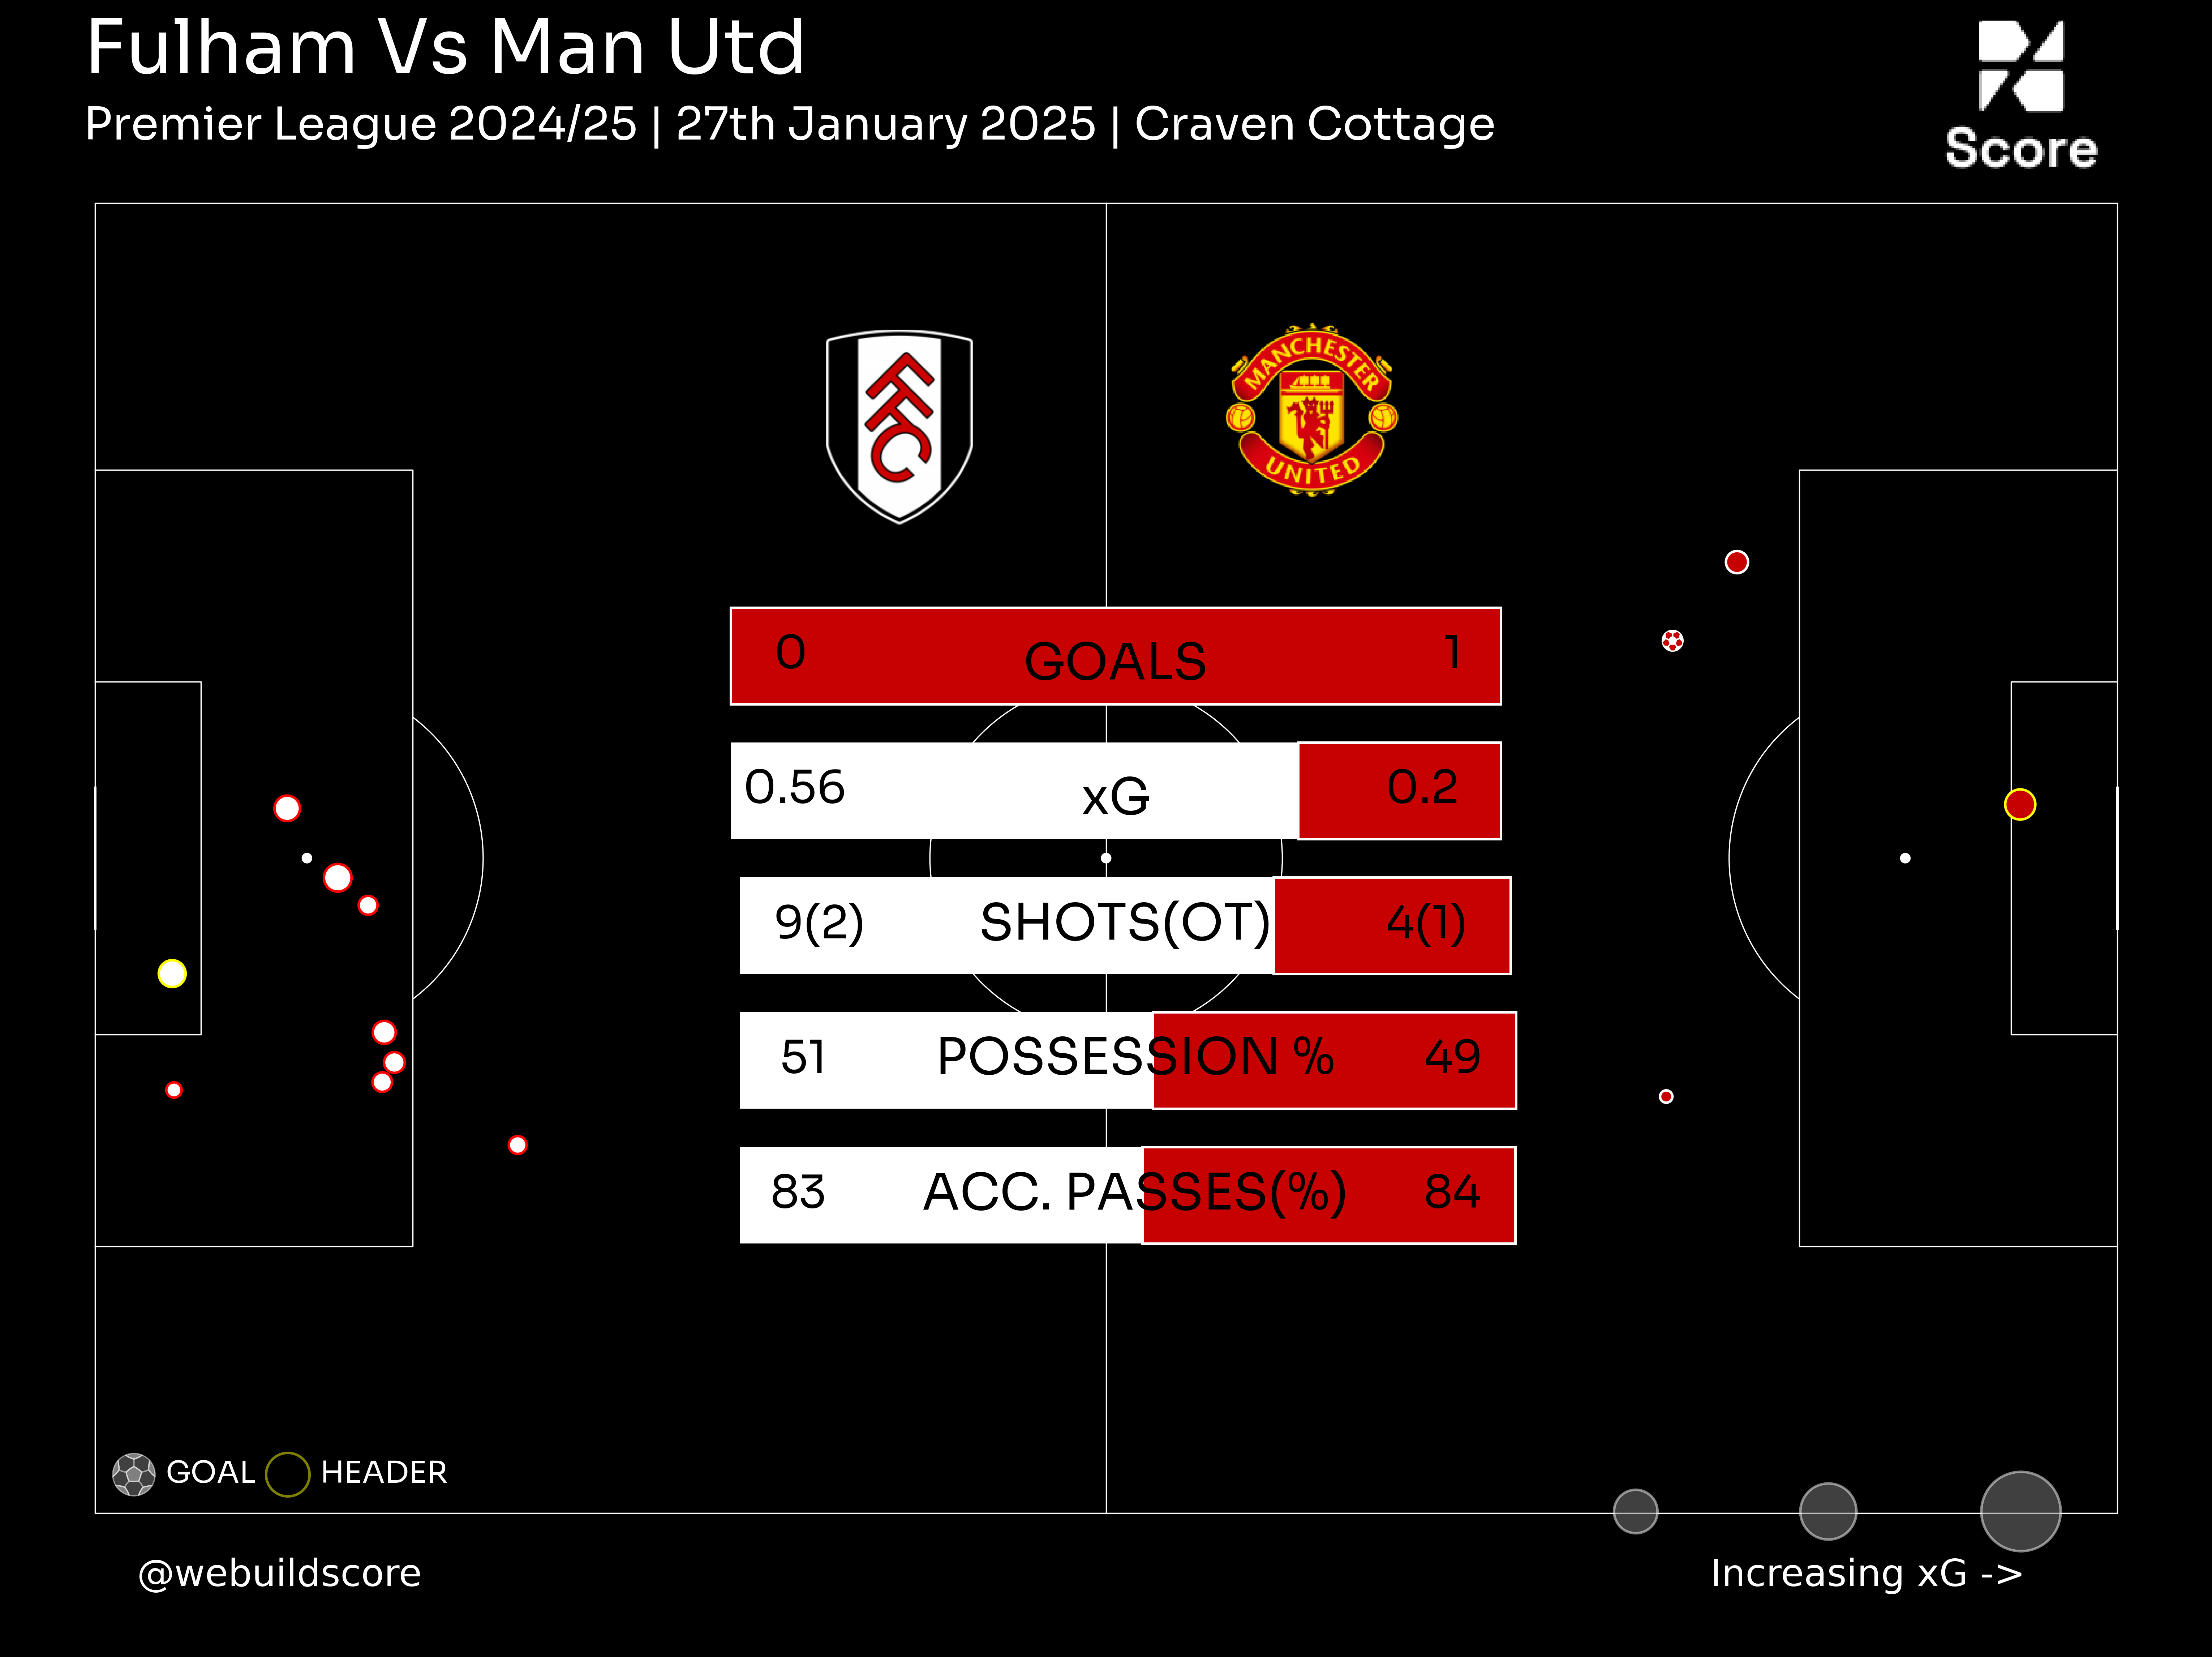 Fulham Vs Man Utd
Premier League 2024/25 | 27th January 2025 | Craven Cottage
Score
FFC
MANCHESTER
UNITED
0 GOALS 1
0.56 xG 0.2
9(2) SHOTS(OT) 4(1)
51 POSSESSION % 49
83 ACC. PASSES(%) 84
GOAL HEADER
@webuildscore
Increasing xG ->